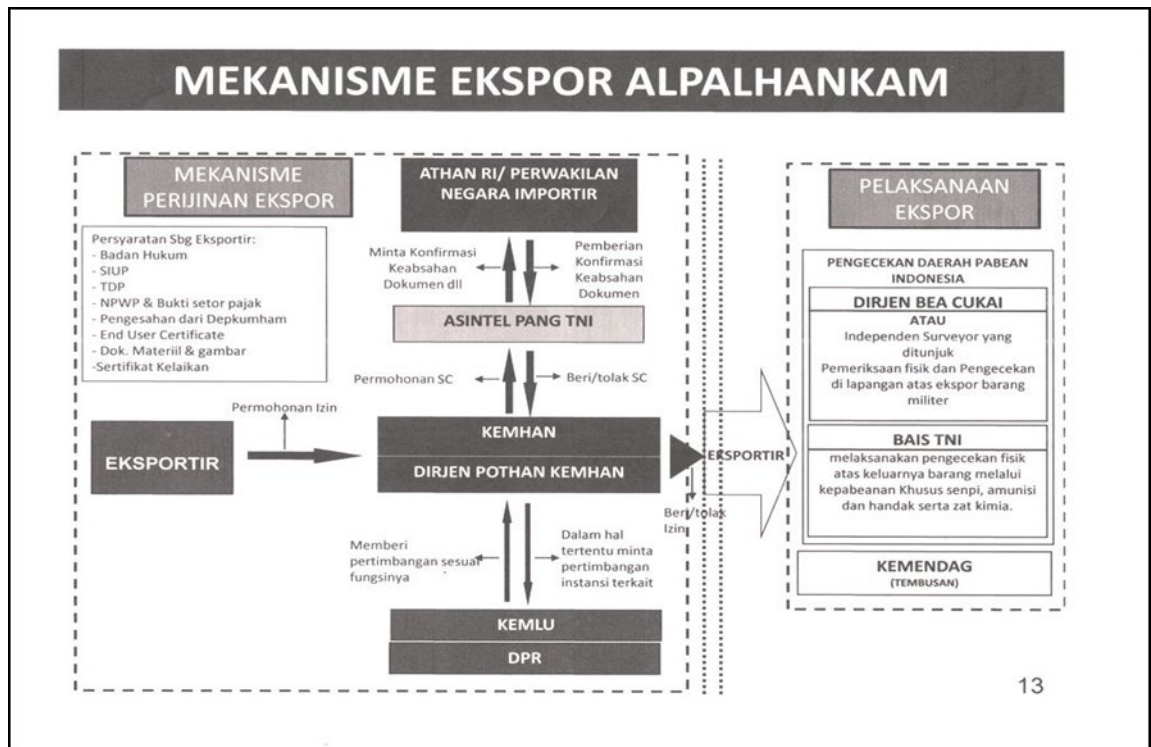 MEKANISME EKSPOR ALPALHANKAM
MEKANISME
PERIJINAN EKSPOR
Persyaratan Sbg Eksportir:
- Badan Hukum
- SIUP
- TDP
- NPWP & Bukti setor pajak
- Pengesahan dari Depkumham
- End User Certificate
- Dok. Materiil & gambar
-Sertifikat Kelaikan
ATHAN RI/ PERWAKILAN
NEGARA IMPORTIR
Minta Konfirmasi
Keabsahan
Dokumen dll
Pemberian
Konfirmasi
Keabsahan
Dokumen
ASINTEL PANG TNI
Permohonan SC
Beri/tolak SC
Permohonan Izin
EKSPORTIR
KEMHAN
DIRJEN POTHAN KEMHAN
EKSPORTIR
Beri/tolak
Izin
Memberi
pertimbangan sesuai
fungsinya
Dalam hal
tertentu minta
pertimbangan
instansi terkait
KEMLU
DPR
PELAKSANAAN
EKSPOR
PENGECEKAN DAERAH PABEAN
INDONESIA
DIRJEN BEA CUKAI
ATAU
Independen Surveyor yang
ditunjuk
Pemeriksaan fisik dan Pengecekan
di lapangan atas ekspor barang
militer
BAIS TNI
melaksanakan pengecekan fisik
atas keluarnya barang melalui
kepabeanan Khusus senpi, amunisi
dan handak serta zat kimia.
KEMENDAG
(TEMBUSAN)
13